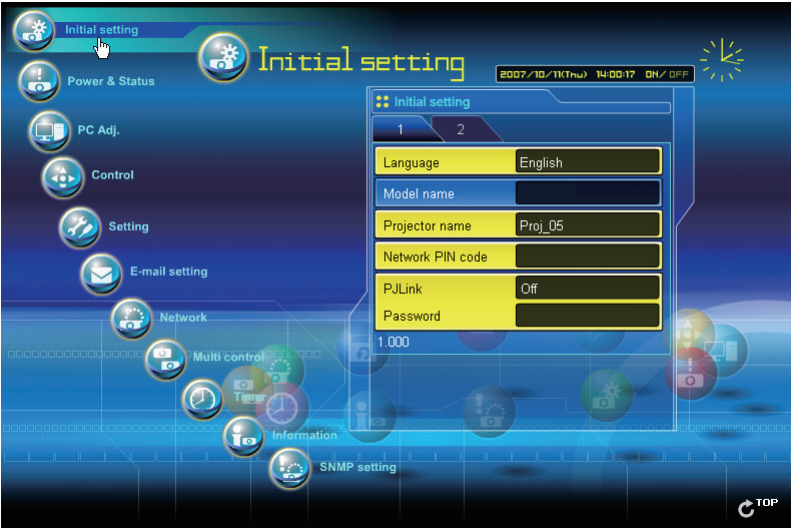 Initial setting
Power & Status
PC Adj.
Control
Setting
E-mail setting
Network
Multi control
Timer
Information
SNMP setting
Initial setting
2007/10/11(Thu) 14:00:17 ON/OFF
Initial setting
1 2
Language English
Model name
Projector name Proj_05
Network PIN code
PJLink Off
Password
1.000
TOP